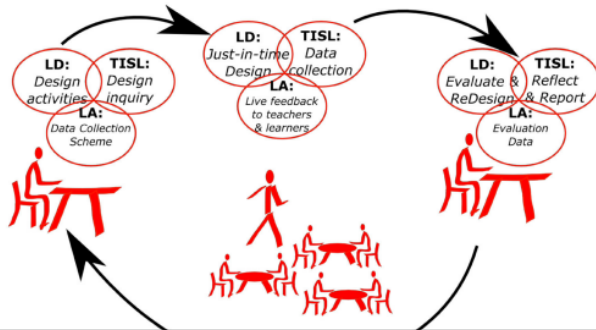 LD:
Design
activities
TISL:
Design
inquiry
LA:
Data Collection
Scheme
LD:
Just-in-time
Design
TISL:
Data
collection
LA:
Live feedback
to teachers
& learners
LD:
Evaluate &
ReDesign
TISL:
Reflect
& Report
LA:
Evaluation
Data